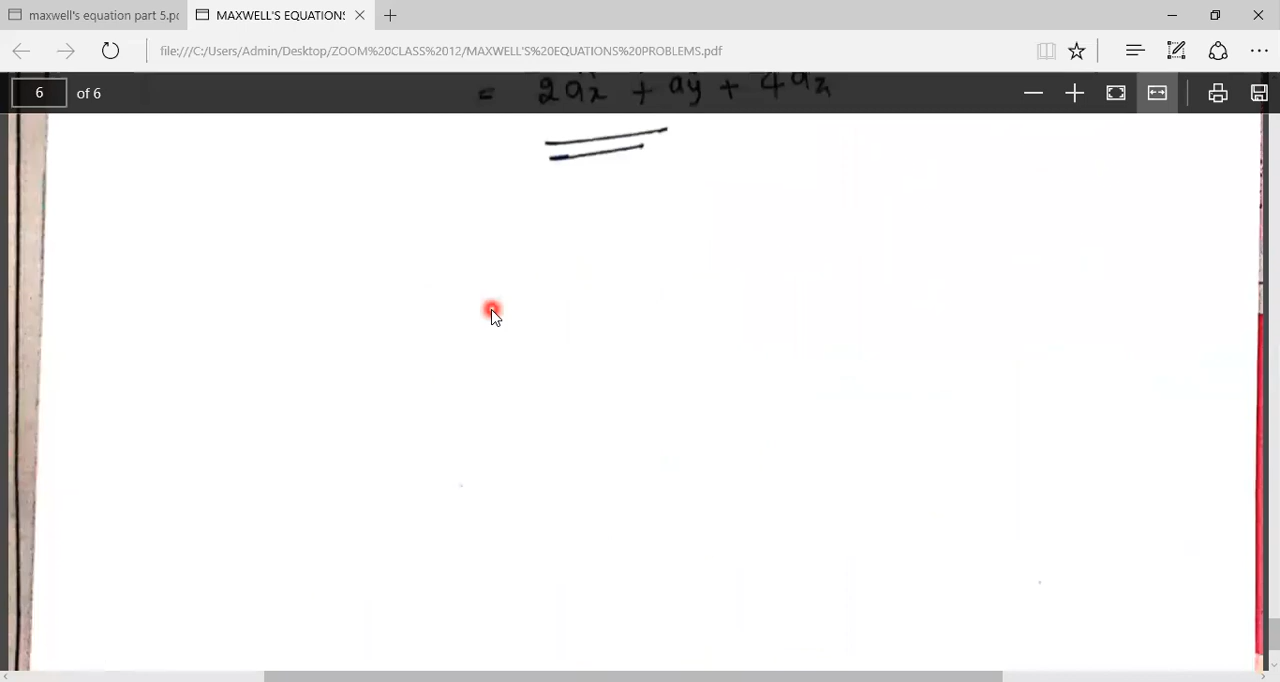 maxwell's equation part 5.pc
MAXWELL'S EQUATIONS
file:///C:/Users/Admin/Desktop/ZOOM%20CLASS%2012/MAXWELL'S%20EQUATIONS%20PROBLEMS.pdf
6 of 6
= 2ax + ay + 4az